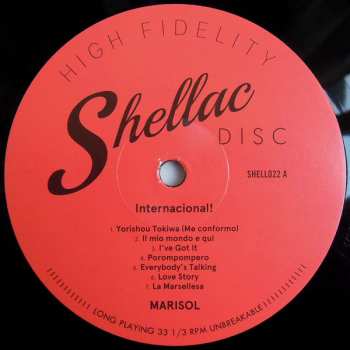 HIGH FIDELITY
Shellac
DISC
SHELL022 A
Internacional!
1. Yorishou Tokiwa (Me conformo)
2. Il mio mondo e qui
3. I've Got It
4. Porompompero
5. Everybody's Talking
6. Love Story
7. La Marsellesa
MARISOL
LONG PLAYING 33 1/3 RPM UNBREAKABLE